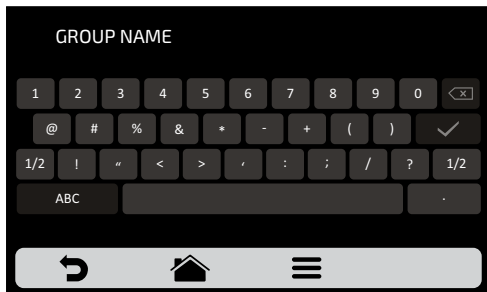 GROUP NAME
1 2 3 4 5 6 7 8 9 0
@ # % & * - + ( )
1/2 ! “ < > ‘ : ; / ? 1/2
ABC .